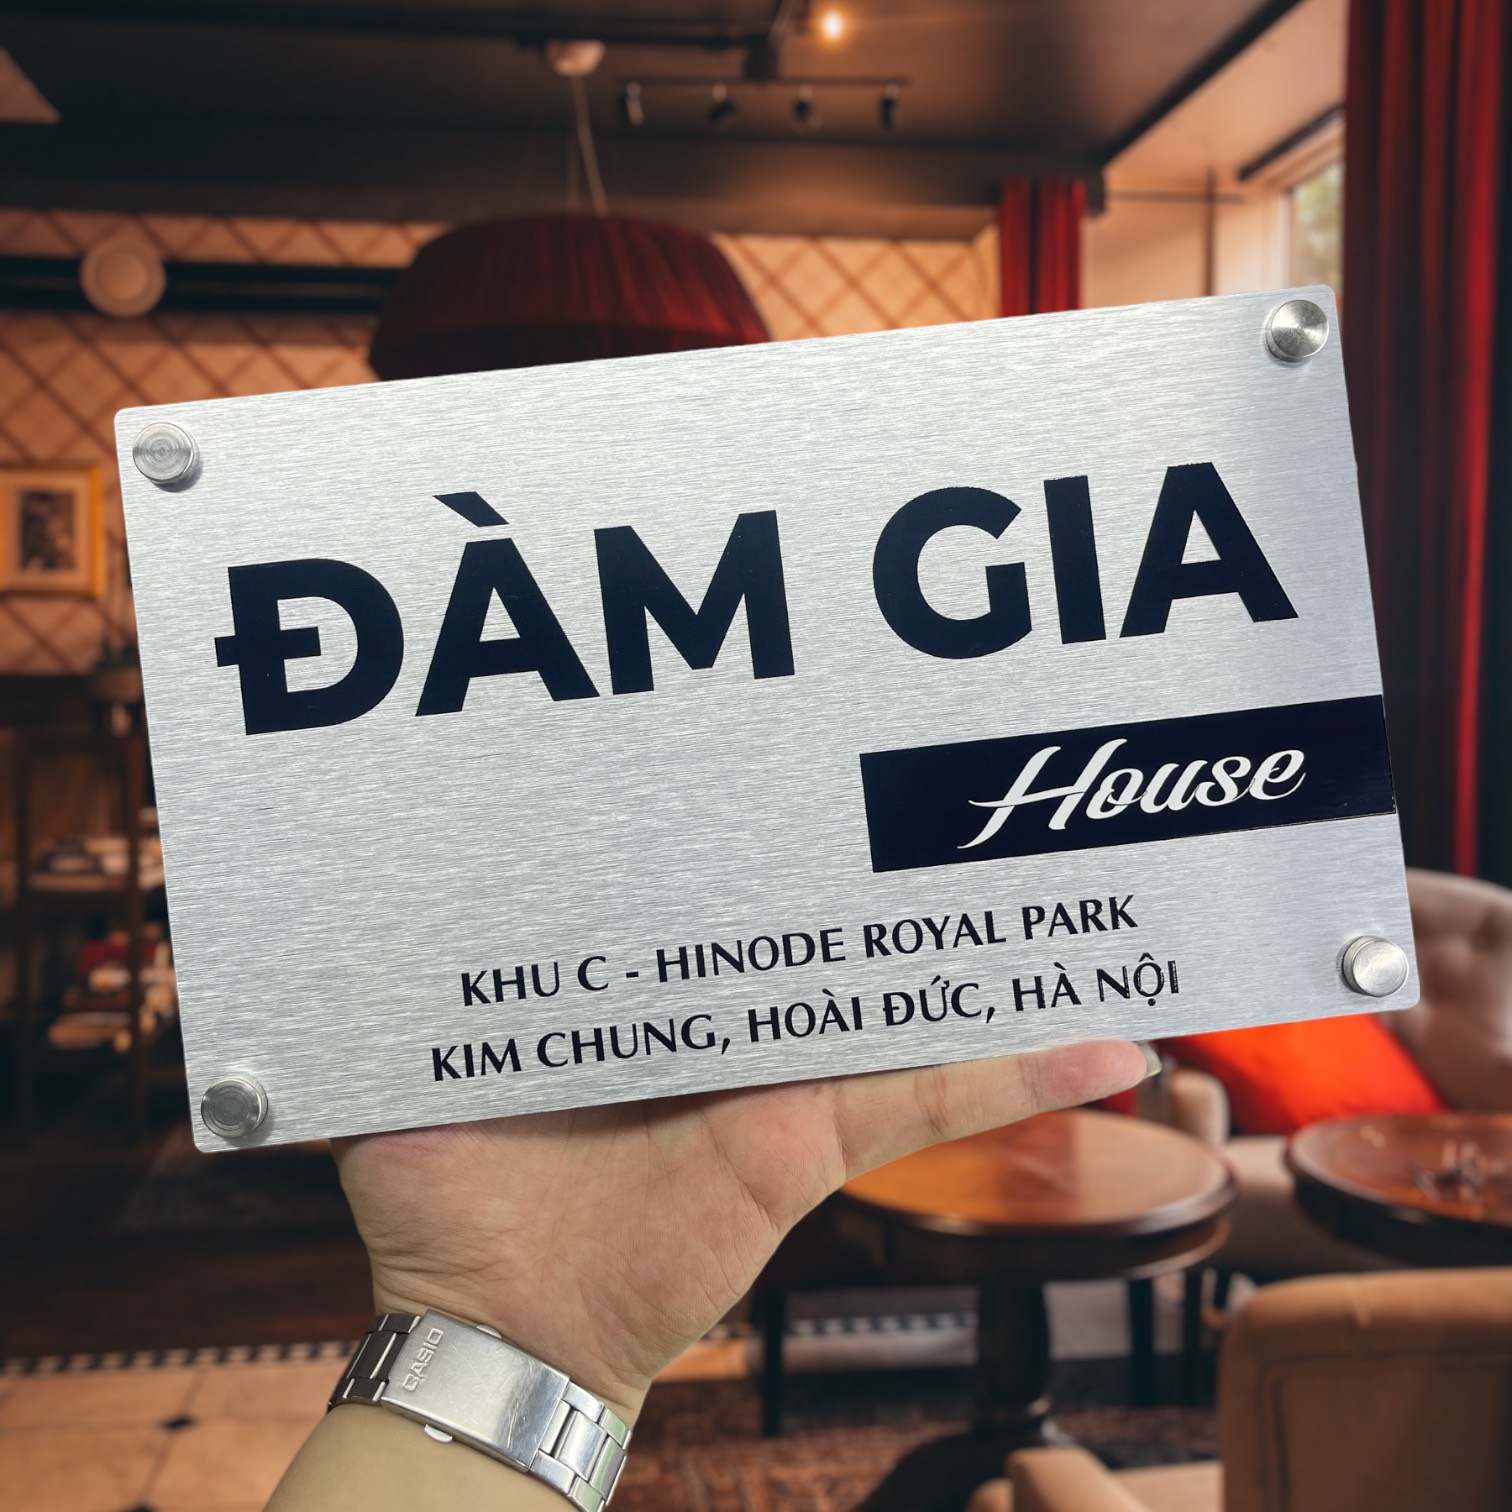 ĐÀM GIA
House
KHU C - HINODE ROYAL PARK
KIM CHUNG, HOÀI ĐỨC, HÀ NỘI
CASIO